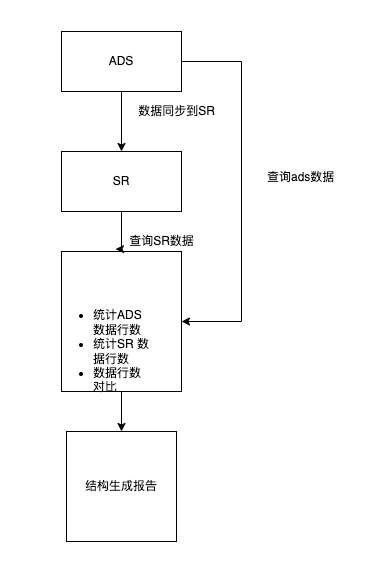 ADS
数据同步到SR
查询ads数据
SR
查询SR数据
统计ADS
数据行数
统计SR 数
据行数
数据行数
对比
结构生成报告